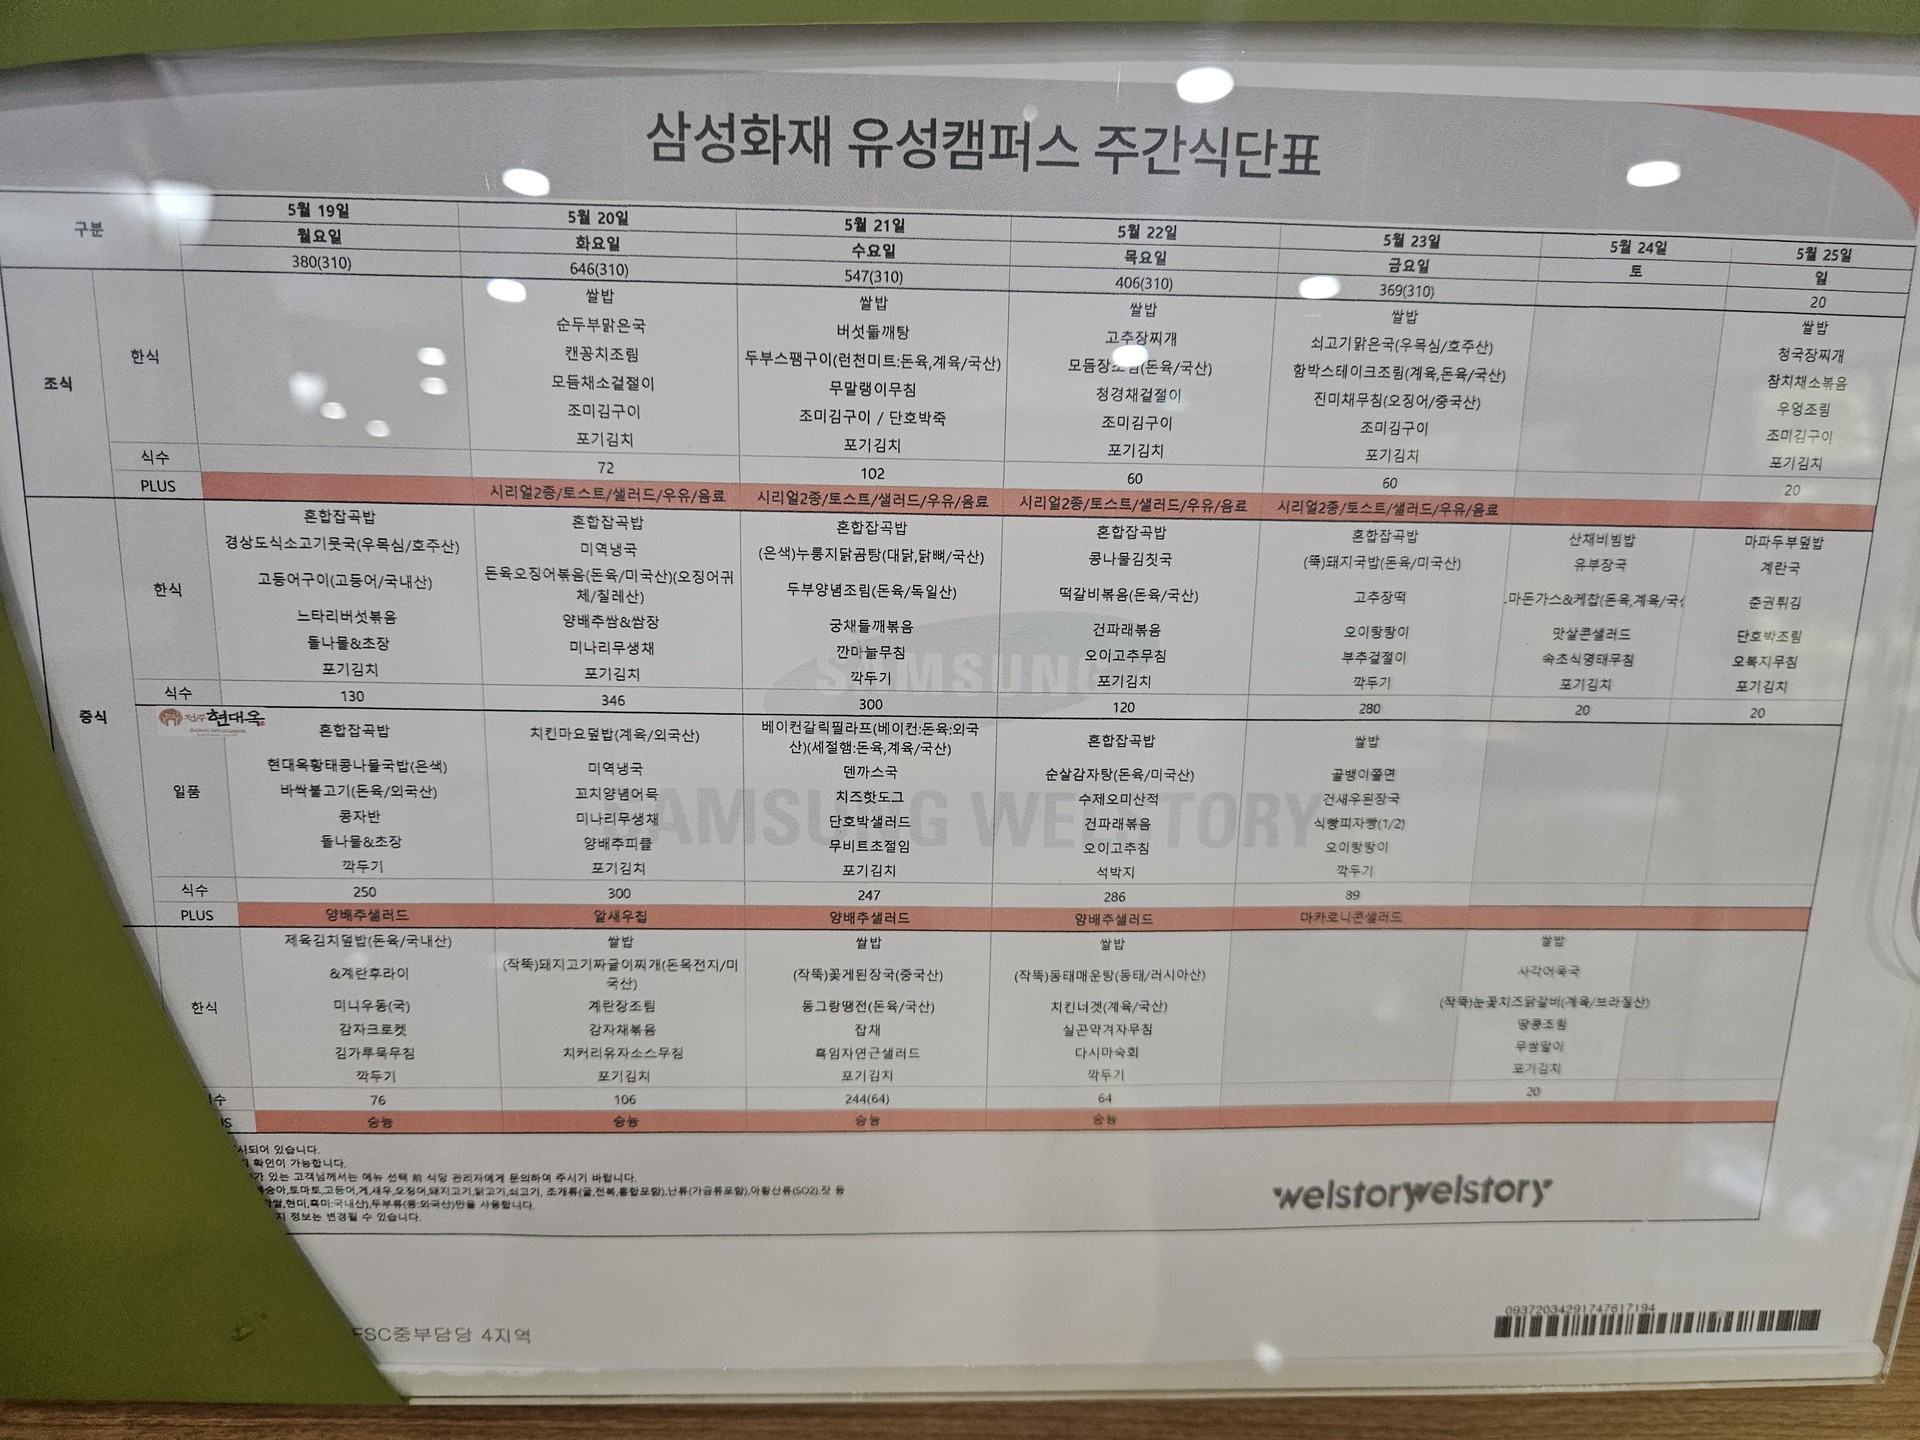 삼성화재 유성캠퍼스 주간식단표
구분
5월 19일 5월 20일 5월 21일 5월 22일 5월 23일 5월 24일 5월 25일
월요일 화요일 수요일 목요일 금요일 토 일
380(310) 646(310) 547(310) 406(310) 369(310) 20
조식
한식
쌀밥 쌀밥 쌀밥 쌀밥 쌀밥
순두부맑은국 버섯들깨탕 고추장찌개 쇠고기맑은국(우목심/호주산) 청국장찌개
캔꽁치조림 두부스팸구이(런천미트:돈육,계육/국산) 모듬장 (돈육/국산) 함박스테이크조림(계육,돈육/국산) 참치채소볶음
모듬채소겉절이 무말랭이무침 청경채겉절이 진미채무침(오징어/중국산) 우엉조림
조미김구이 조미김구이 / 단호박죽 조미김구이 조미김구이 조미김구이
포기김치 포기김치 포기김치 포기김치 포기김치
식수 72 102 60 60 20
PLUS 시리얼2종/토스트/샐러드/우유/음료 시리얼2종/토스트/샐러드/우유/음료 시리얼2종/토스트/샐러드/우유/음료 시리얼2종/토스트/샐러드/우유/음료
중식
한식
혼합잡곡밥 혼합잡곡밥 혼합잡곡밥 혼합잡곡밥 혼합잡곡밥 산채비빔밥 마파두부덮밥
경상도식소고기뭇국(우목심/호주산) 미역냉국 (은색)누룽지닭곰탕(대닭,닭뼈/국산) 콩나물김칫국 (뚝)돼지국밥(돈육/미국산) 유부장국 계란국
고등어구이(고등어/국내산) 돈육오징어볶음(돈육/미국산)(오징어귀 두부양념조림(돈육/독일산) 떡갈비볶음(돈육/국산) 고추장떡 마돈가스&케찹(돈육,계육/국 춘권튀김
체/칠레산)
느타리버섯볶음 양배추쌈&쌈장 궁채들깨볶음 건파래볶음 오이탕탕이 맛살콘샐러드 단호박조림
돌나물&초장 미나리무생채 깐마늘무침 오이고추무침 부추겉절이 속초식명태무침 오복지무침
포기김치 포기김치 깍두기 포기김치 깍두기 포기김치 포기김치
식수 130 346 300 120 280 20 20
전주현대옥
일품
혼합잡곡밥 치킨마요덮밥(계육/외국산) 베이컨갈릭필라프(베이컨:돈육:외국 혼합잡곡밥 쌀밥
산)(세절햄:돈육,계육/국산)
현대옥황태콩나물국밥(은색) 미역냉국 덴까스국 순살감자탕(돈육/미국산) 골뱅이쫄면
바싹불고기(돈육/외국산) 꼬치양념어묵 치즈핫도그 수제오미산적 건새우된장국
콩자반 미나리무생채 단호박샐러드 건파래볶음 식빵피자빵(1/2)
돌나물&초장 양배추피클 무비트초절임 오이고추침 오이탕탕이
깍두기 포기김치 포기김치 석박지 깍두기
식수 250 300 247 286 89
PLUS 양배추샐러드 알새우칩 양배추샐러드 양배추샐러드 마카로니콘샐러드
한식
제육김치덮밥(돈육/국내산) 쌀밥 쌀밥 쌀밥 쌀밥
&계란후라이 (작뚝)돼지고기짜글이찌개(돈목전지/미 (작뚝)꽃게된장국(중국산) (작뚝)동태매운탕(동태/러시아산) 사각어묵국
국산)
미니우동(국) 계란장조림 동그랑땡전(돈육/국산) 치킨너겟(계육/국산) (작뚝)눈꽃치즈닭갈비(계육/브라질산)
감자크로켓 감자채볶음 잡채 실곤약겨자무침 땅콩조림
김가루묵무침 치커리유자소스무침 흑임자연근샐러드 다시마숙회 무쌈말이
깍두기 포기김치 포기김치 깍두기 포기김치
수 76 106 244(64) 64 20
US 숭늉 숭늉 숭늉 숭늉
시되어 있습니다.
확인이 가능합니다.
가 있는 고객님께서는 메뉴 선택 前 식당 관리자에게 문의하여 주시기 바랍니다.
숭아,토마토,고등어,게,새우,오징어,돼지고기,닭고기,쇠고기, 조개류(굴,전복,홍합포함),난류(가금류포함),아황산류(SO2),잣 등
쌀,현미,흑미:국내산),두부류(콩:외국산)만을 사용합니다.
지 정보는 변경될 수 있습니다.
welstorywelstory
SAMSUNG
SAMSUNG WELSTORY
09372034291747617194
FSC중부담당 4지역